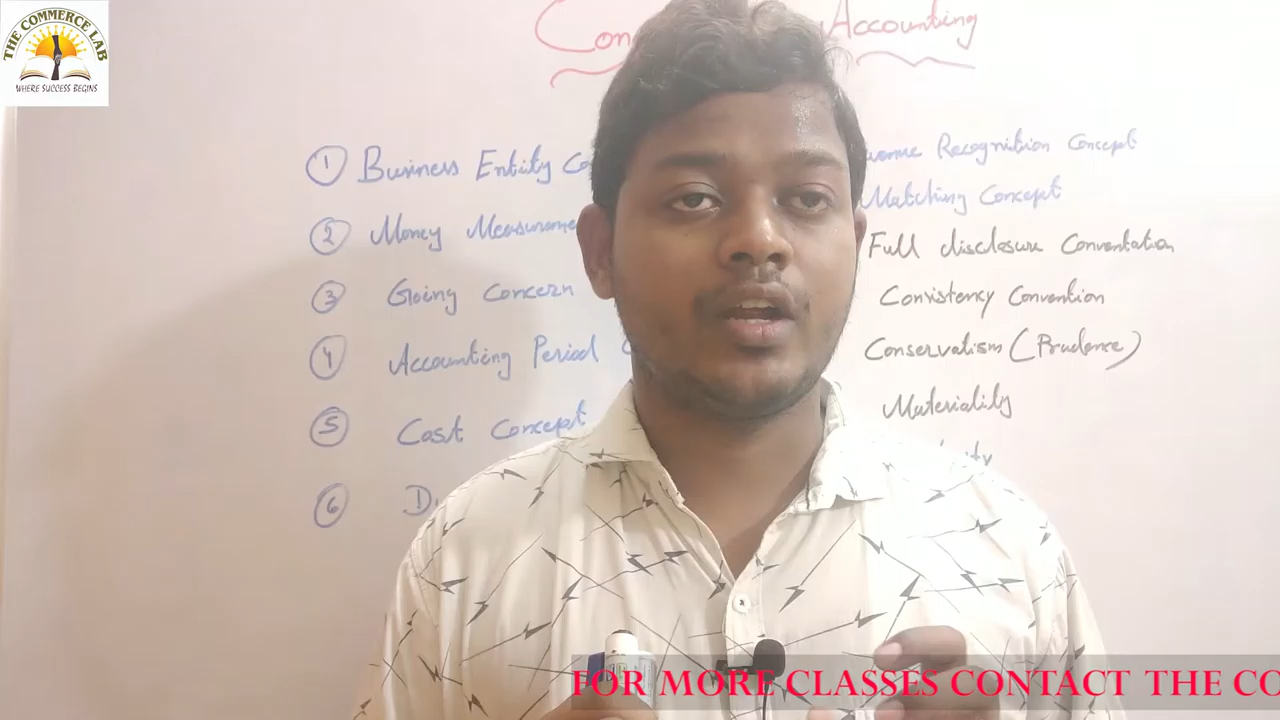 THE COMMERCE LAB
WHERE SUCCESS BEGINS
Accounting
① Business Entity
② Money
③ Going Concern
④ Accounting Period
⑤ Cost Concept
⑥
Recognition Concept
Matching Concept
Full disclosure Conventation
Consistency Convention
Conservatism (Prudence)
Materiality
FOR MORE CLASSES CONTACT THE